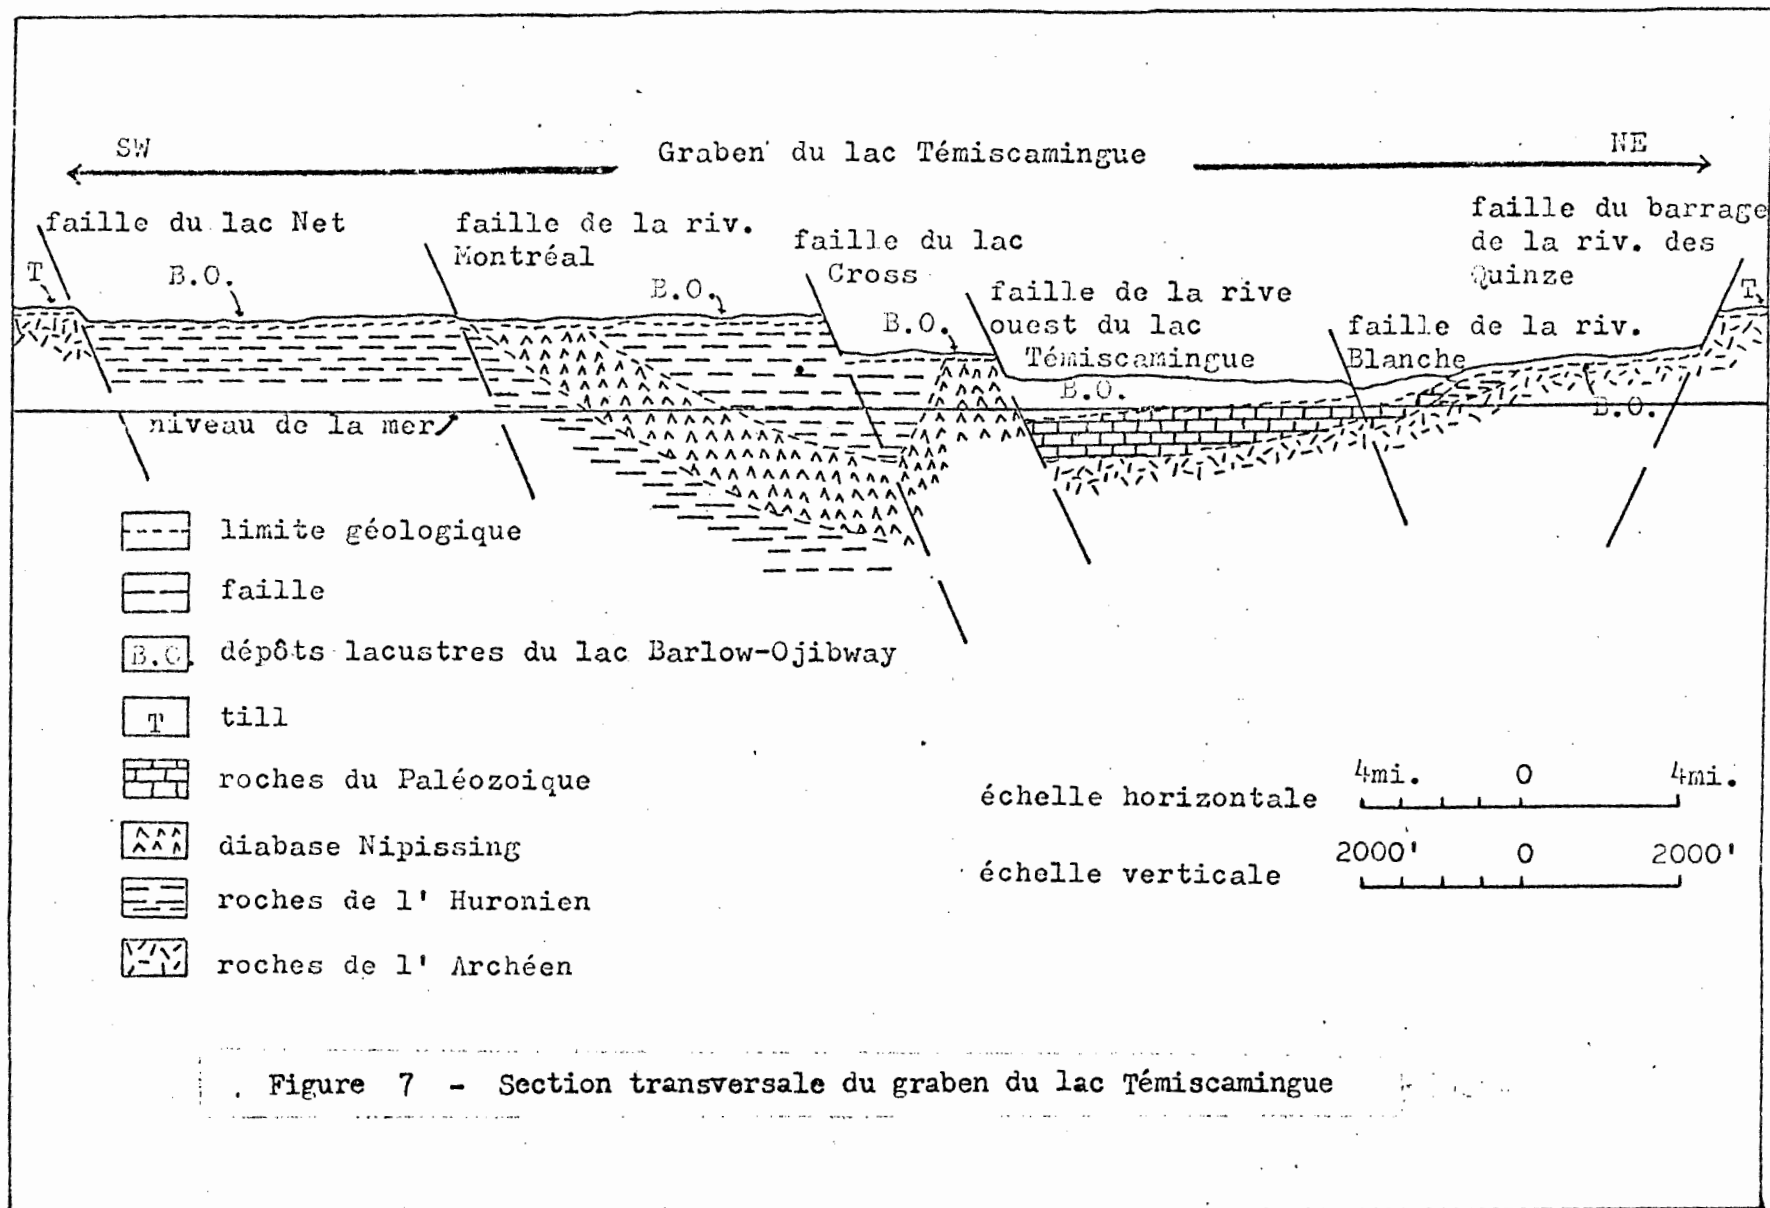 SW
Graben du lac Témiscamingue
NE
faille du lac Net
faille de la riv.
Montréal
faille du lac
Cross
faille de la rive
ouest du lac
Témiscamingue
faille de la riv.
Blanche
faille du barrage
de la riv. des
Quinze
T
B.O.
B.O.
B.O.
B.O.
B.O.
T
niveau de la mer
limite géologique
faille
B.O. dépôts lacustres du lac Barlow-Ojibway
T till
roches du Paléozoique
diabase Nipissing
roches de l' Huronien
roches de l' Archéen
échelle horizontale
4mi. 0 4mi.
échelle verticale
2000' 0 2000'
Figure 7 - Section transversale du graben du lac Témiscamingue